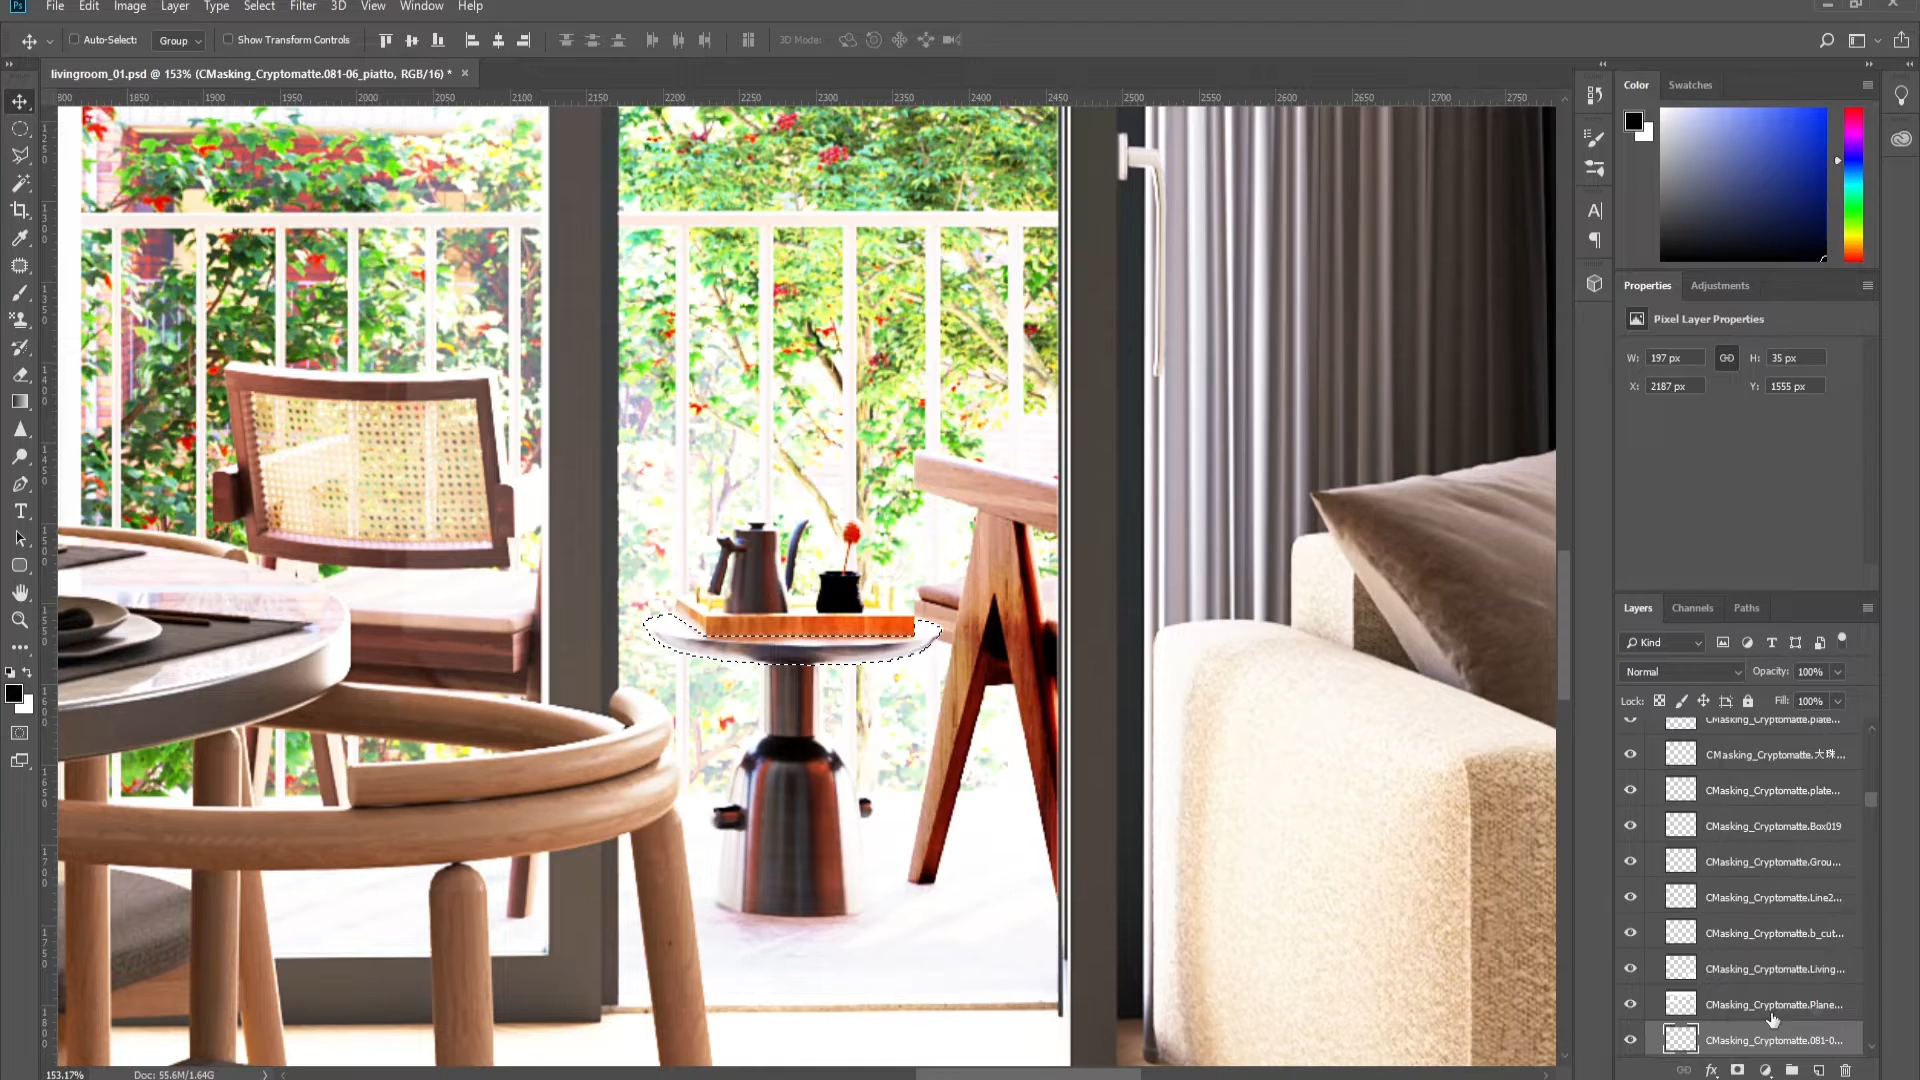 Ps File Edit Image Layer Type Select Filter 3D View Window Help
Auto-Select: Group Show Transform Controls 3D Mode:
livingroom_01.psd @ 153% (CMasking_Cryptomatte.081-06_piatto, RGB/16) *
800 1850 1900 1950 2000 2050 2100 2150 2200 2250 2300 2350 2400 2450 2500 2550 2600 2650 2700 2750
Color Swatches
Properties Adjustments
Pixel Layer Properties
W: 197 px H: 35 px
X: 2187 px Y: 1555 px
Layers Channels Paths
Kind
Normal Opacity: 100%
Lock: Fill: 100%
CMasking_Cryptomatte.plate...
CMasking_Cryptomatte.大珠...
CMasking_Cryptomatte.plate...
CMasking_Cryptomatte.Box019
CMasking_Cryptomatte.Grou...
CMasking_Cryptomatte.Line2...
CMasking_Cryptomatte.b_cut...
CMasking_Cryptomatte.Living...
CMasking_Cryptomatte.Plane...
CMasking_Cryptomatte.081-0...
153.17% Doc: 55.6M/1.64G